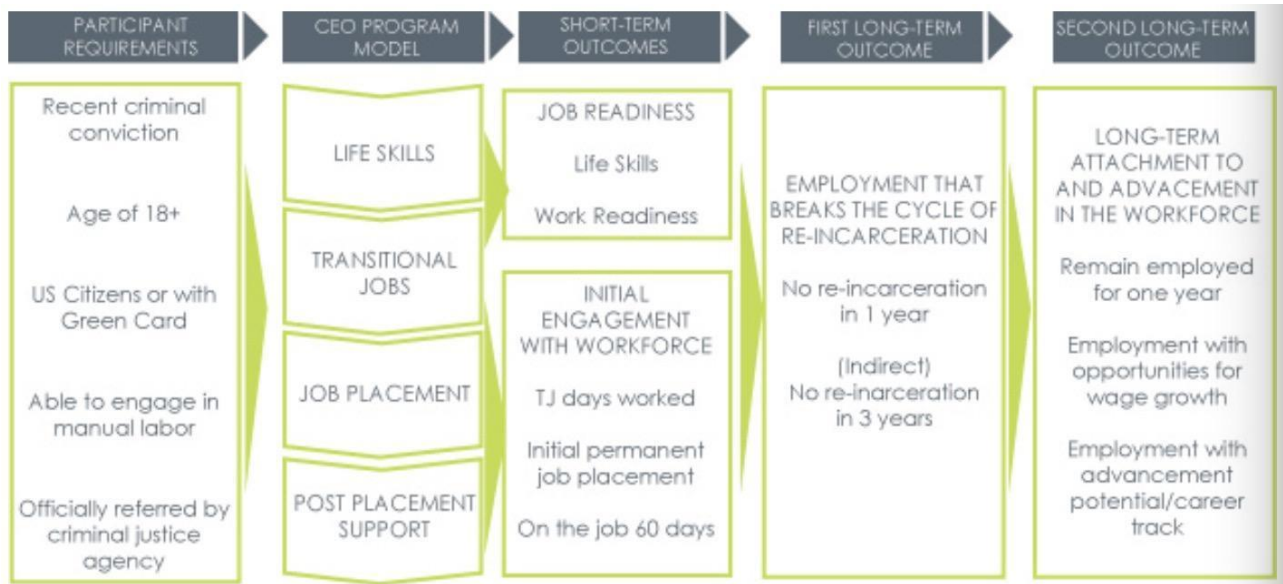 PARTICIPANT
REQUIREMENTS
CEO PROGRAM
MODEL
SHORT-TERM
OUTCOMES
FIRST LONG-TERM
OUTCOME
SECOND LONG-TERM
OUTCOME
Recent criminal
conviction
Age of 18+
US Citizens or with
Green Card
Able to engage in
manual labor
Officially referred by
criminal justice
agency
LIFE SKILLS
TRANSITIONAL
JOBS
JOB PLACEMENT
POST PLACEMENT
SUPPORT
JOB READINESS
Life Skills
Work Readiness
INITIAL
ENGAGEMENT
WITH WORKFORCE
TJ days worked
Initial permanent
job placement
On the job 60 days
EMPLOYMENT THAT
BREAKS THE CYCLE OF
RE-INCARCERATION
No re-incarceration
in 1 year
(Indirect)
No re-inarceration
in 3 years
LONG-TERM
ATTACHMENT TO
AND ADVACEMENT
IN THE WORKFORCE
Remain employed
for one year
Employment with
opportunities for
wage growth
Employment with
advancement
potential/career
track